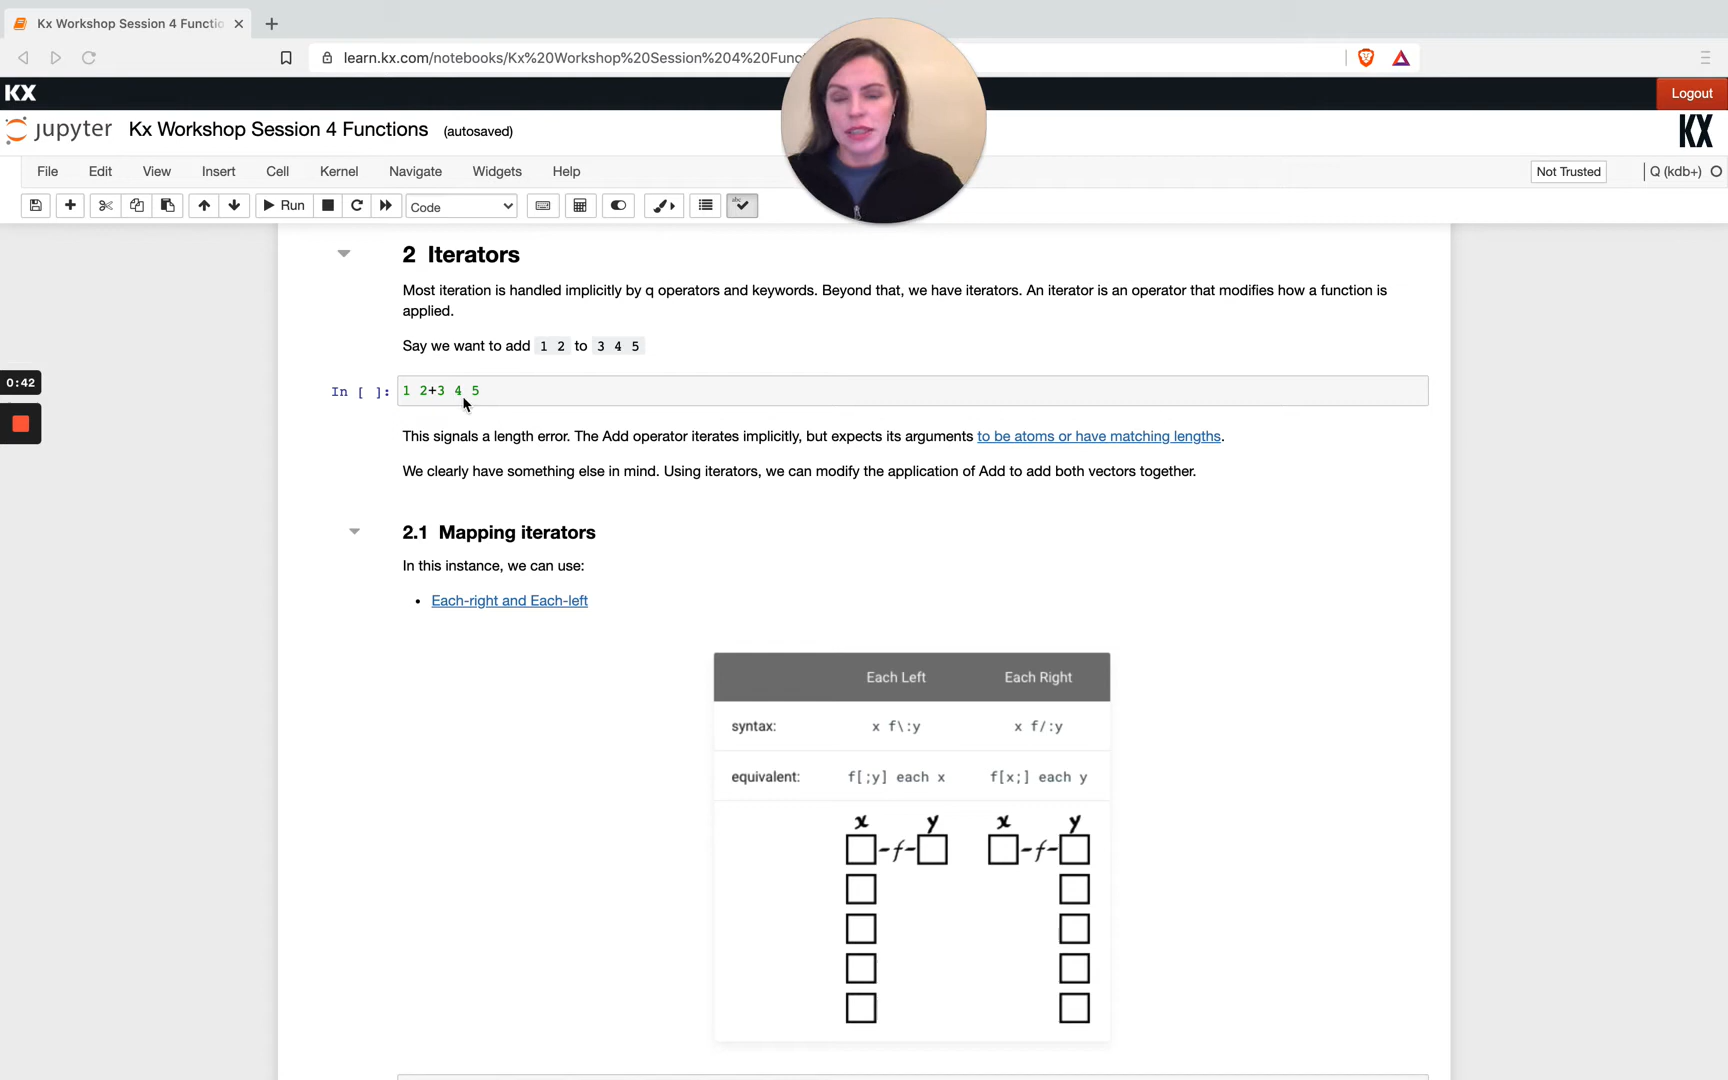 Kx Workshop Session 4 Functio
learn.kx.com/notebooks/Kx%20Workshop%20Session%204%20Func
KX
Logout
jupyter Kx Workshop Session 4 Functions (autosaved)
KX
File Edit View Insert Cell Kernel Navigate Widgets Help
Not Trusted
Q (kdb+)
Run
Code
2 Iterators
Most iteration is handled implicitly by q operators and keywords. Beyond that, we have iterators. An iterator is an operator that modifies how a function is
applied.
Say we want to add 1 2 to 3 4 5
0:42
In [ ]: 1 2+3 4 5
This signals a length error. The Add operator iterates implicitly, but expects its arguments to be atoms or have matching lengths.
We clearly have something else in mind. Using iterators, we can modify the application of Add to add both vectors together.
2.1 Mapping iterators
In this instance, we can use:
• Each-right and Each-left
Each Left Each Right
syntax: x f\:y x f/:y
equivalent: f[;y] each x f[x;] each y
x y x y
-f- -f-